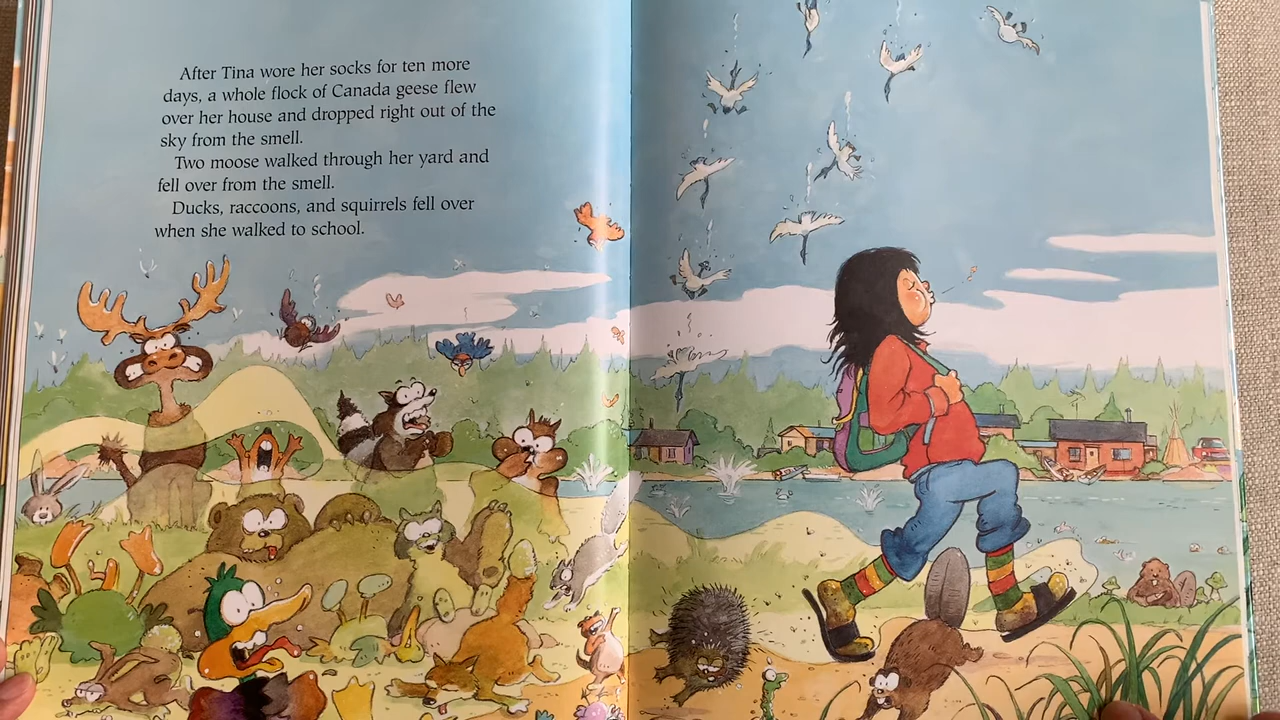 After Tina wore her socks for ten more
days, a whole flock of Canada geese flew
over her house and dropped right out of the
sky from the smell.
Two moose walked through her yard and
fell over from the smell.
Ducks, raccoons, and squirrels fell over
when she walked to school.